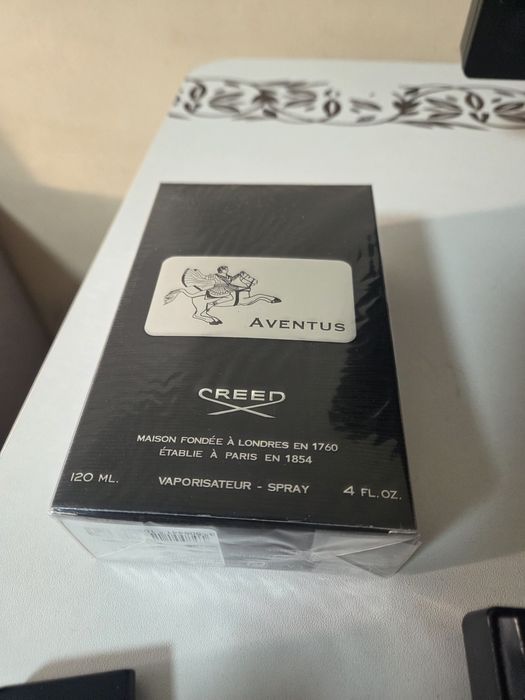 AVENTUS
CREED
MAISON FONDÉE À LONDRES EN 1760
ÉTABLIE À PARIS EN 1854
120 ML. VAPORISATEUR - SPRAY 4 FL.OZ.